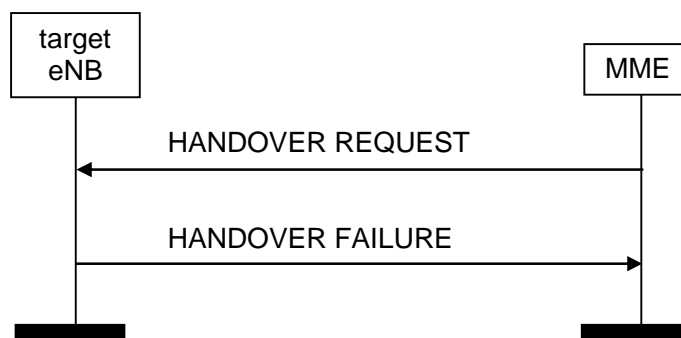 target
eNB
MME
HANDOVER REQUEST
HANDOVER FAILURE